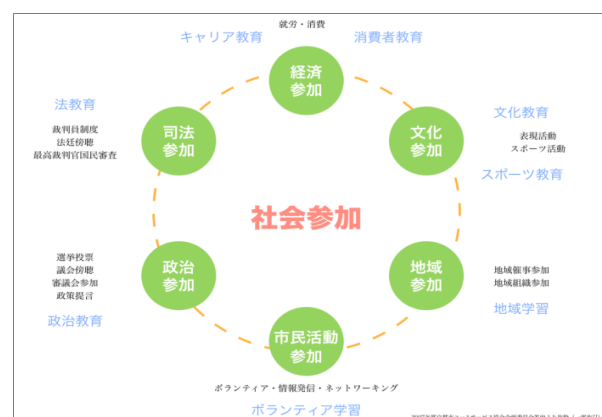 就労・消費
キャリア教育
消費者教育
経済
参加
法教育
裁判員制度
法廷傍聴
最高裁判官国民審査
司法
参加
文化
参加
文化教育
表現活動
スポーツ活動
スポーツ教育
社会参加
選挙投票
議会傍聴
審議会参加
政策提言
政治教育
政治
参加
地域
参加
地域催事参加
地域組織参加
地域学習
市民活動
参加
ボランティア・情報発信・ネットワーキング
ボランティア学習